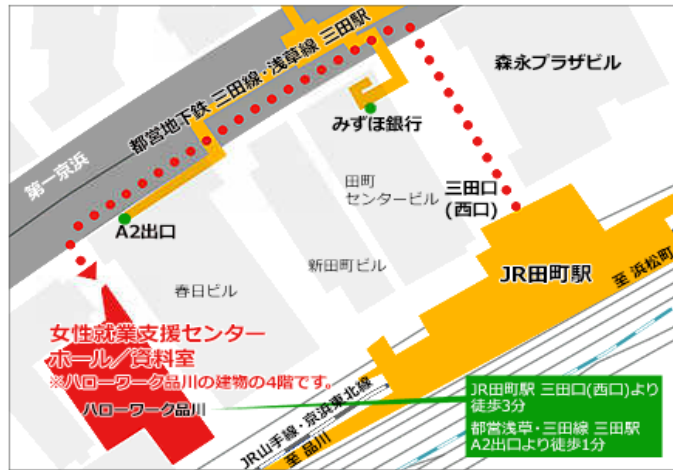 森永プラザビル
都営地下鉄 三田線・浅草線 三田駅
みずほ銀行
第一京浜
田町
センタービル
三田口
(西口)
A2出口
新田町ビル
JR田町駅
至 浜松町
春日ビル
女性就業支援センター
ホール/資料室
※ハローワーク品川の建物の4階です。
ハローワーク品川
JR山手線・京浜東北線
至 品川
JR田町駅 三田口(西口)より
徒歩3分
都営浅草・三田線 三田駅
A2出口より徒歩1分